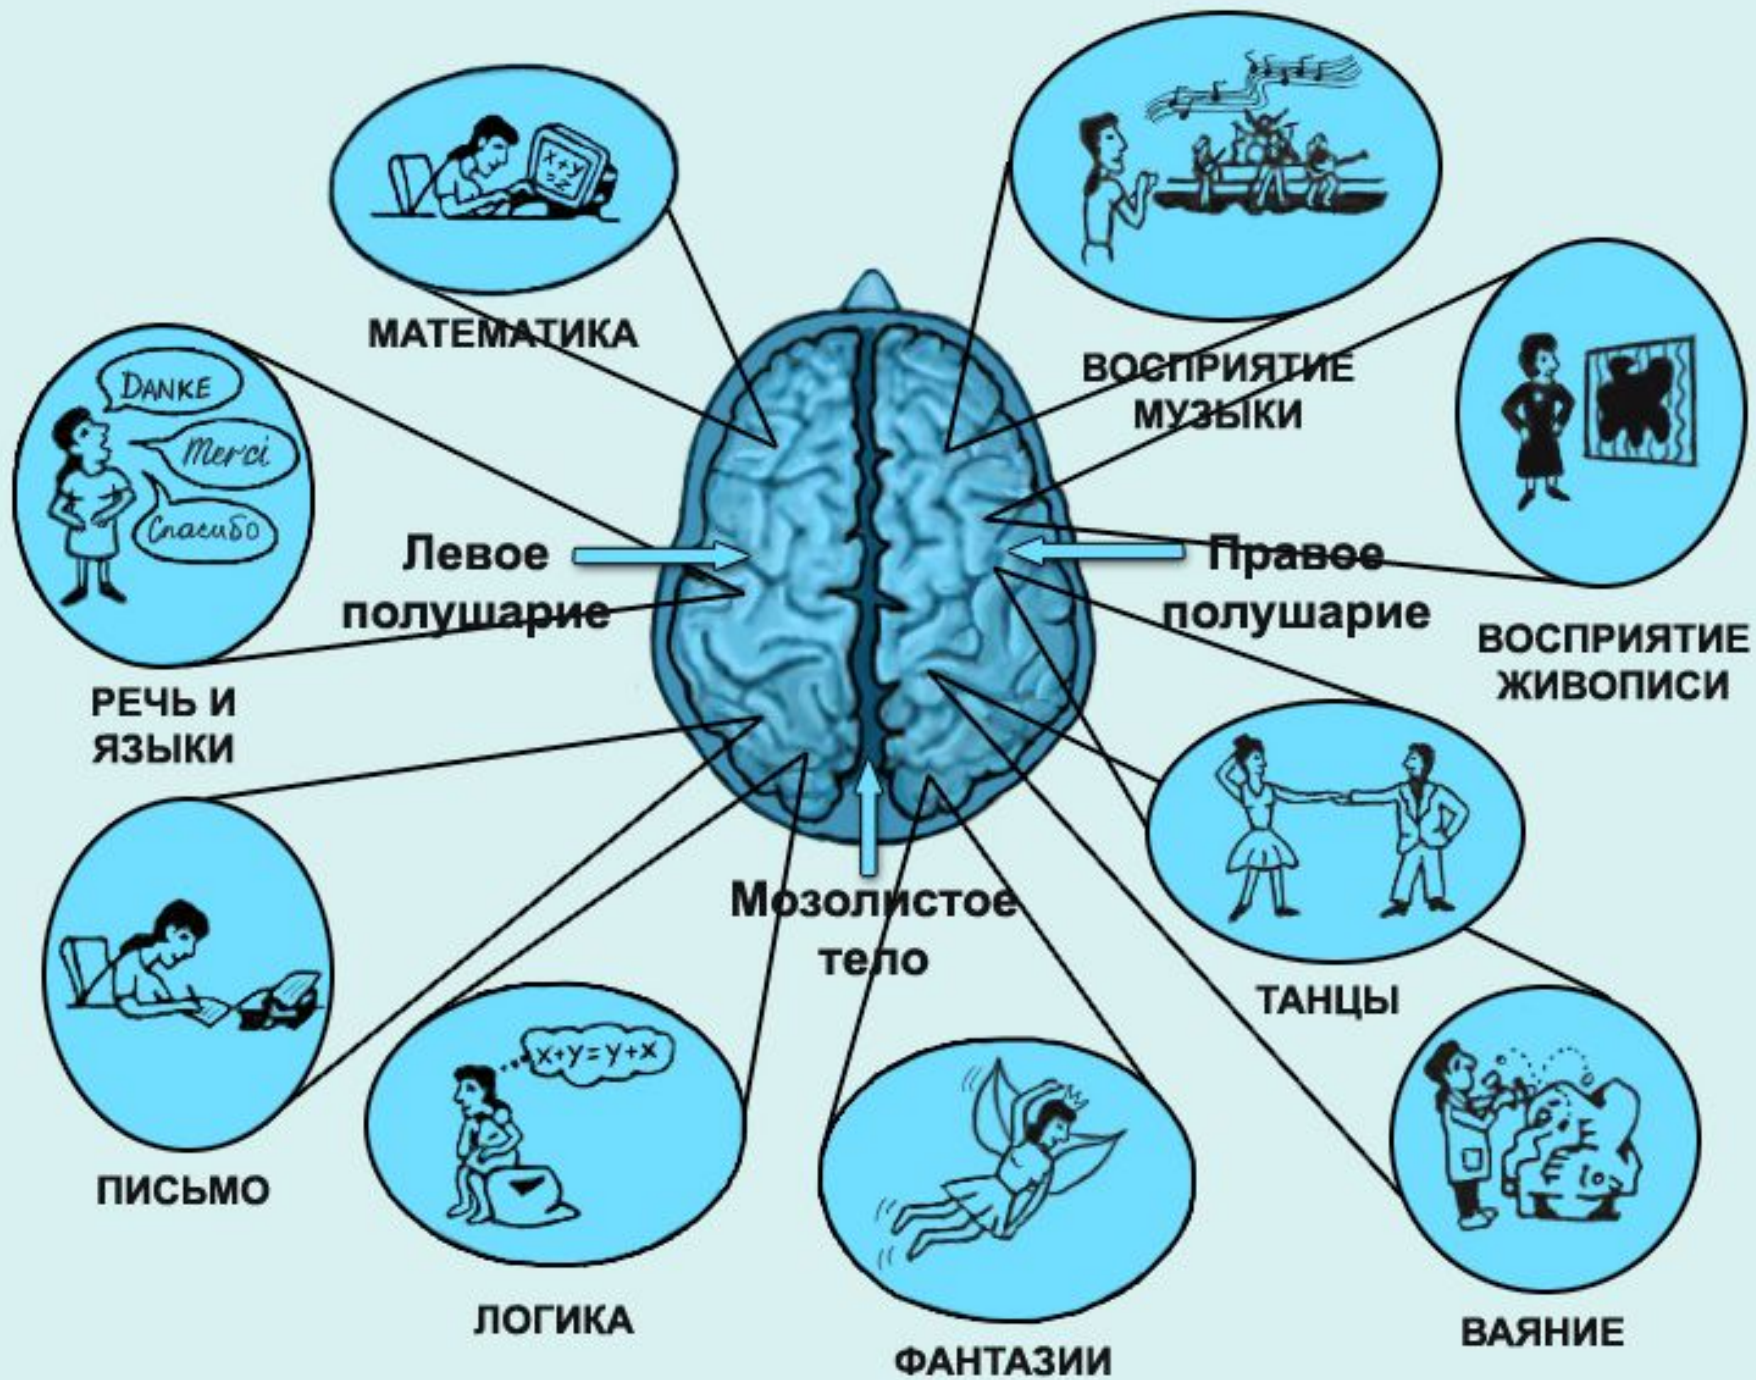 X+Y
=Z
МАТЕМАТИКА
ВОСПРИЯТИЕ
МУЗЫКИ
DANKE
Merci
Спасибо
РЕЧЬ И
ЯЗЫКИ
Левое
полушарие
Правое
полушарие
ВОСПРИЯТИЕ
ЖИВОПИСИ
Мозолистое
тело
ТАНЦЫ
ПИСЬМО
X+Y=Y+X
ЛОГИКА
ФАНТАЗИИ
ВАЯНИЕ